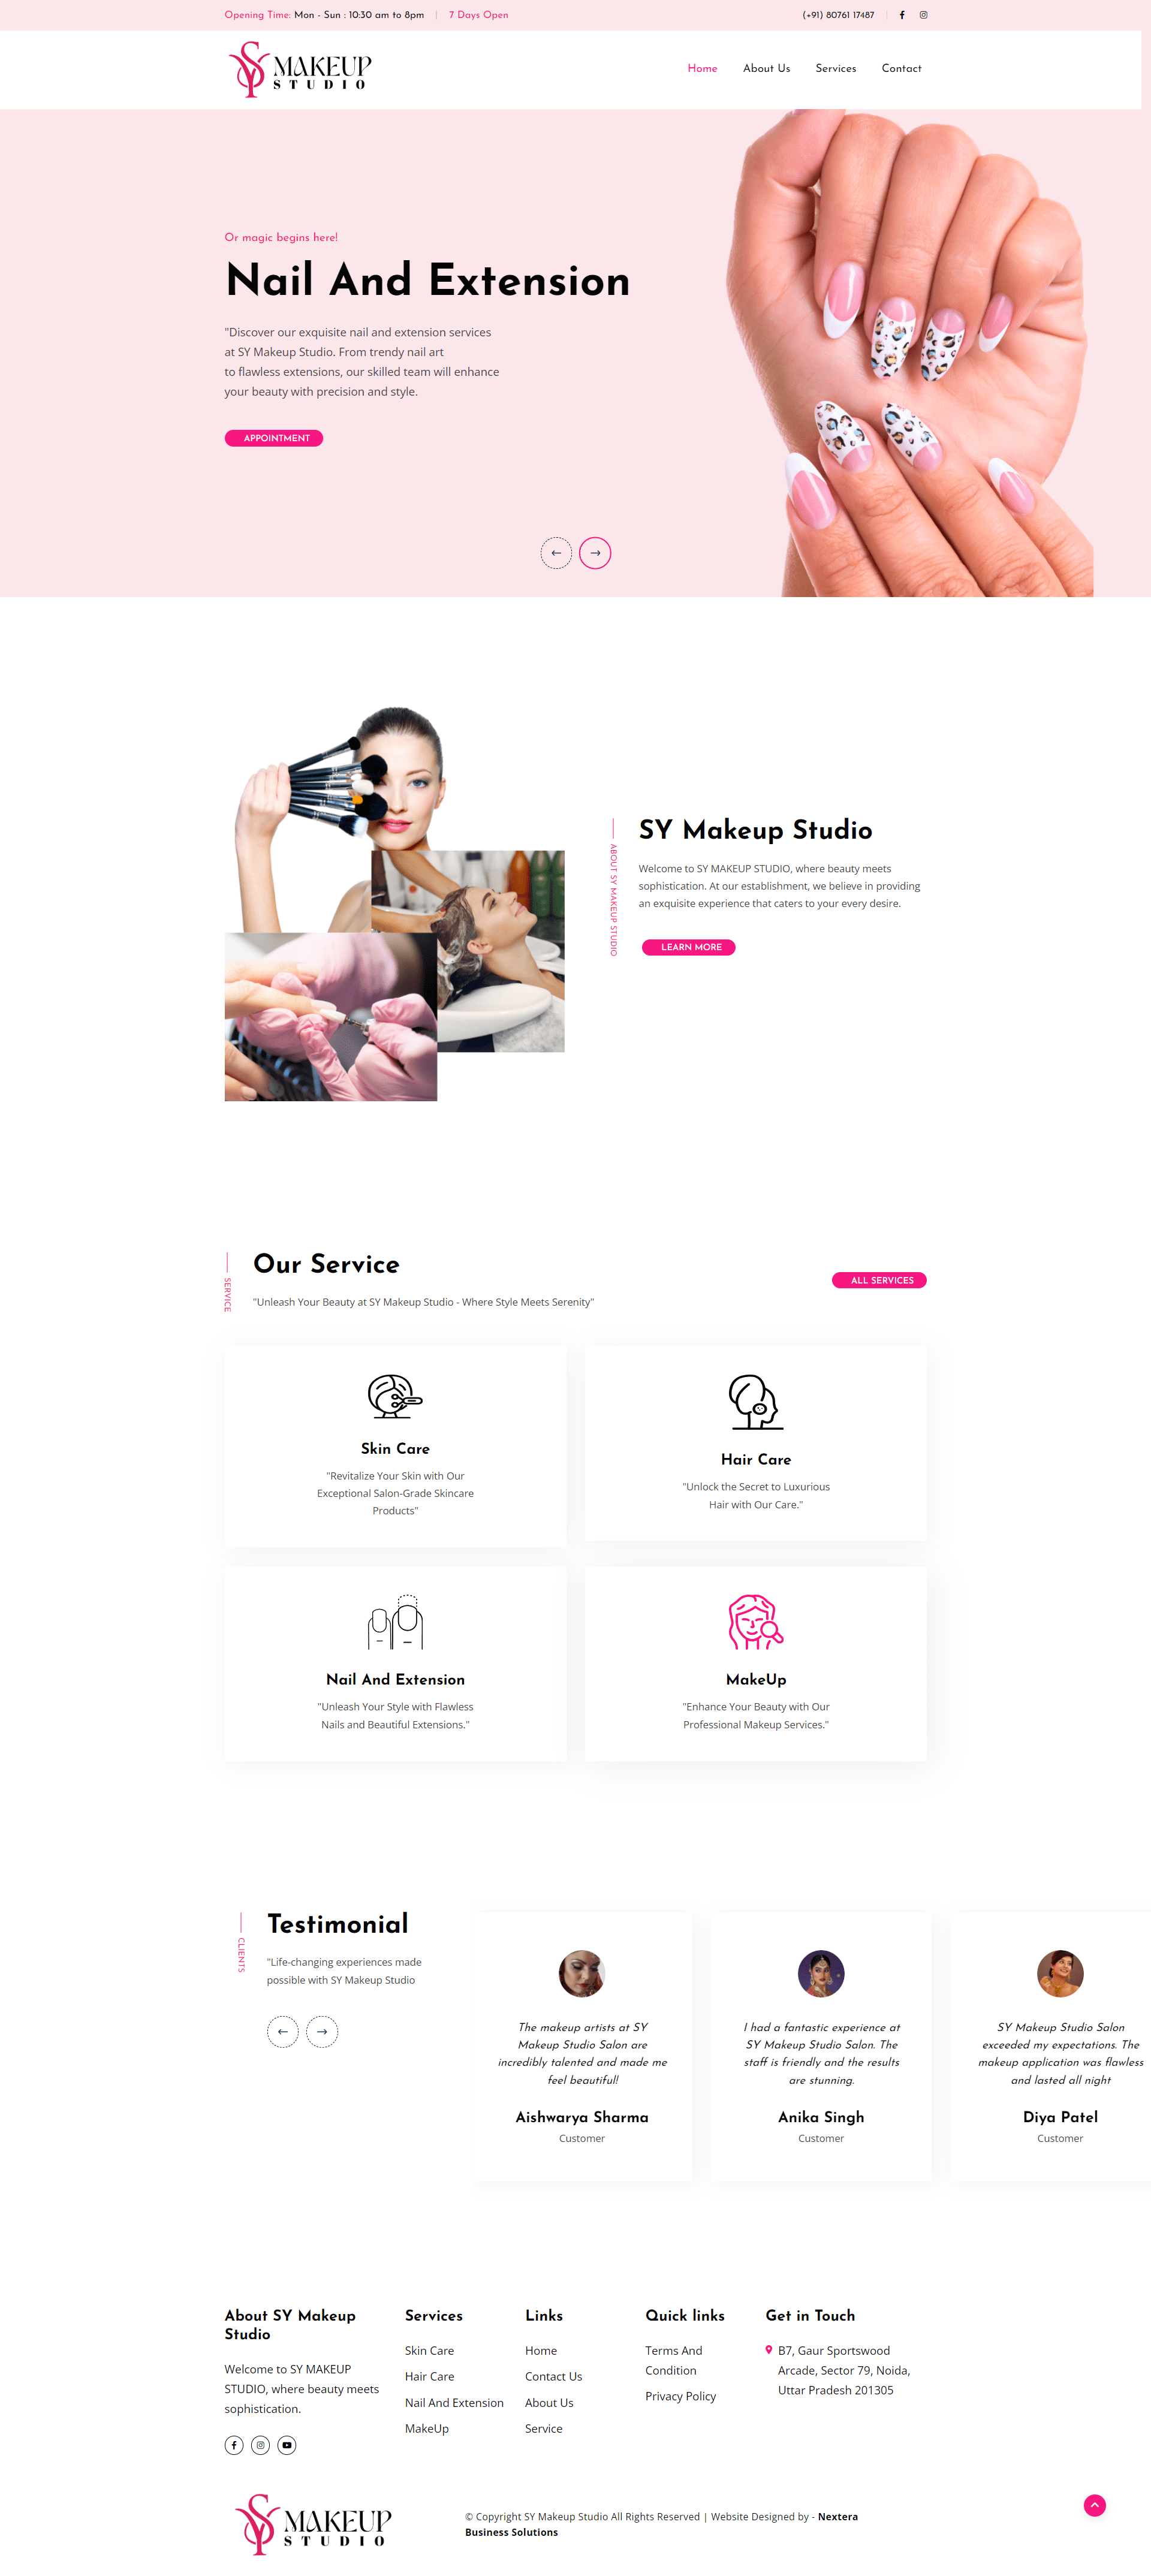 Opening Time: Mon - Sun : 10:30 am to 8pm | 7 Days Open
(+91) 80761 17487
SY MAKEUP
STUDIO
Home
About Us
Services
Contact
Or magic begins here!
Nail And Extension
"Discover our exquisite nail and extension services
at SY Makeup Studio. From trendy nail art
to flawless extensions, our skilled team will enhance
your beauty with precision and style.
APPOINTMENT
ABOUT SY MAKEUP STUDIO
SY Makeup Studio
Welcome to SY MAKEUP STUDIO, where beauty meets
sophistication. At our establishment, we believe in providing
an exquisite experience that caters to your every desire.
LEARN MORE
SERVICE
Our Service
"Unleash Your Beauty at SY Makeup Studio - Where Style Meets Serenity"
ALL SERVICES
Skin Care
"Revitalize Your Skin with Our
Exceptional Salon-Grade Skincare
Products"
Hair Care
"Unlock the Secret to Luxurious
Hair with Our Care."
Nail And Extension
"Unleash Your Style with Flawless
Nails and Beautiful Extensions."
MakeUp
"Enhance Your Beauty with Our
Professional Makeup Services."
CLIENTS
Testimonial
"Life-changing experiences made
possible with SY Makeup Studio
The makeup artists at SY
Makeup Studio Salon are
incredibly talented and made me
feel beautiful!
Aishwarya Sharma
Customer
I had a fantastic experience at
SY Makeup Studio Salon. The
staff is friendly and the results
are stunning.
Anika Singh
Customer
SY Makeup Studio Salon
exceeded my expectations. The
makeup application was flawless
and lasted all night
Diya Patel
Customer
About SY Makeup
Studio
Welcome to SY MAKEUP
STUDIO, where beauty meets
sophistication.
Services
Skin Care
Hair Care
Nail And Extension
MakeUp
Links
Home
Contact Us
About Us
Service
Quick links
Terms And
Condition
Privacy Policy
Get in Touch
B7, Gaur Sportswood
Arcade, Sector 79, Noida,
Uttar Pradesh 201305
SY MAKEUP
STUDIO
© Copyright SY Makeup Studio All Rights Reserved | Website Designed by - Nextera
Business Solutions